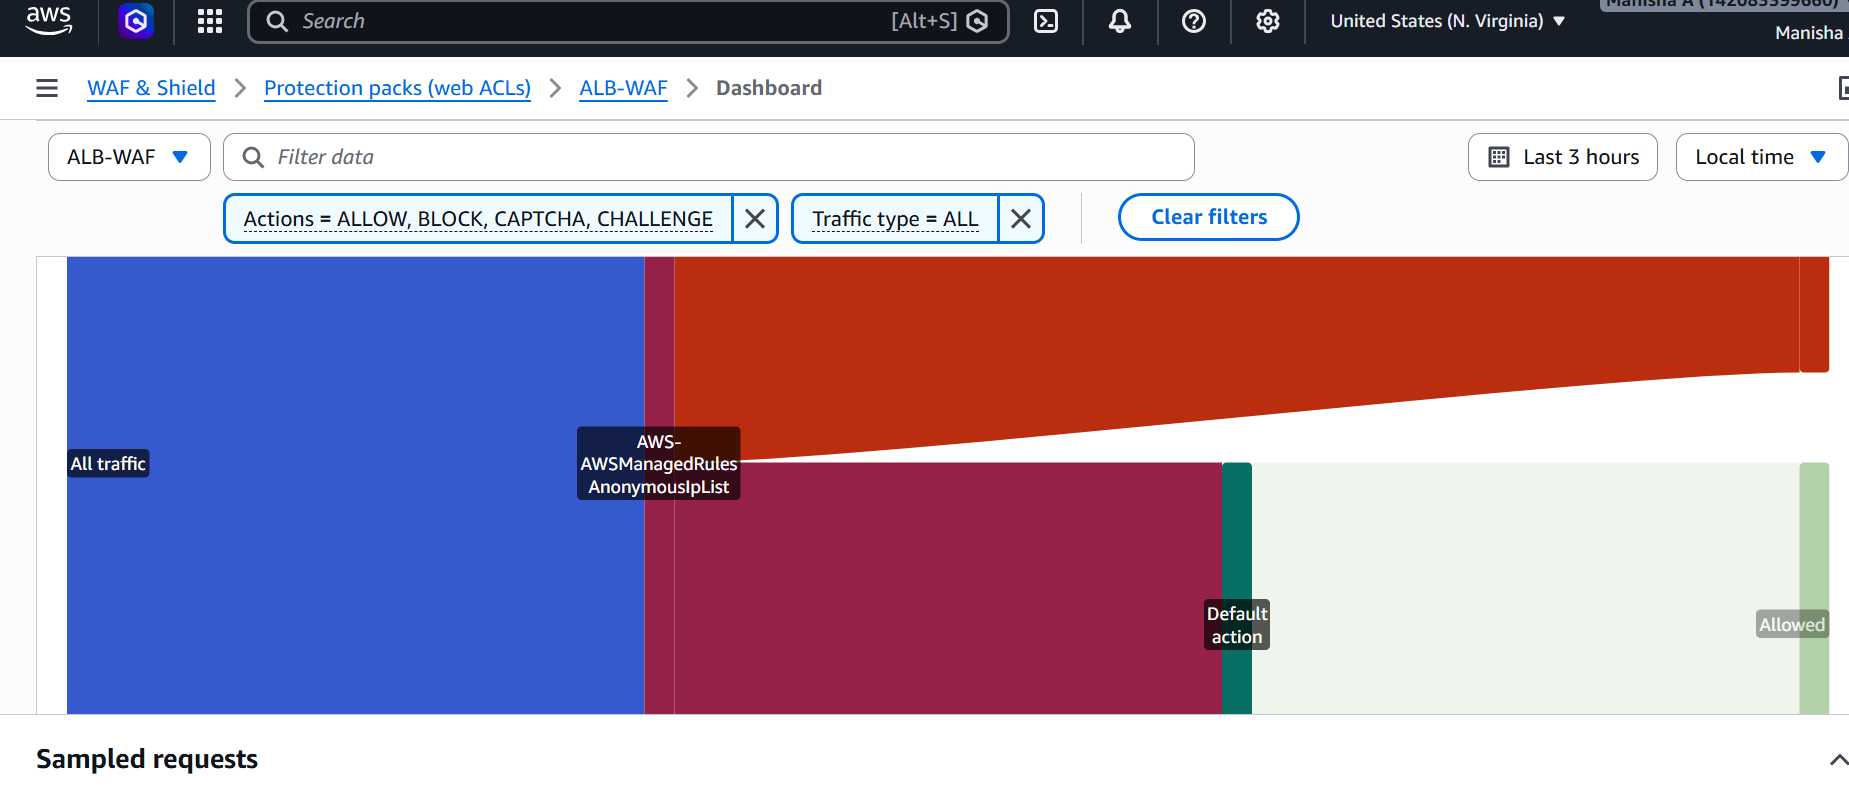 aws
Search
[Alt+S]
United States (N. Virginia)
Manisha A (142085599660)
Manisha
WAF & Shield
Protection packs (web ACLs)
ALB-WAF
Dashboard
ALB-WAF
Filter data
Last 3 hours
Local time
Actions = ALLOW, BLOCK, CAPTCHA, CHALLENGE
Traffic type = ALL
Clear filters
All traffic
AWS-
AWSManagedRules
AnonymousIpList
Default
action
Allowed
Sampled requests